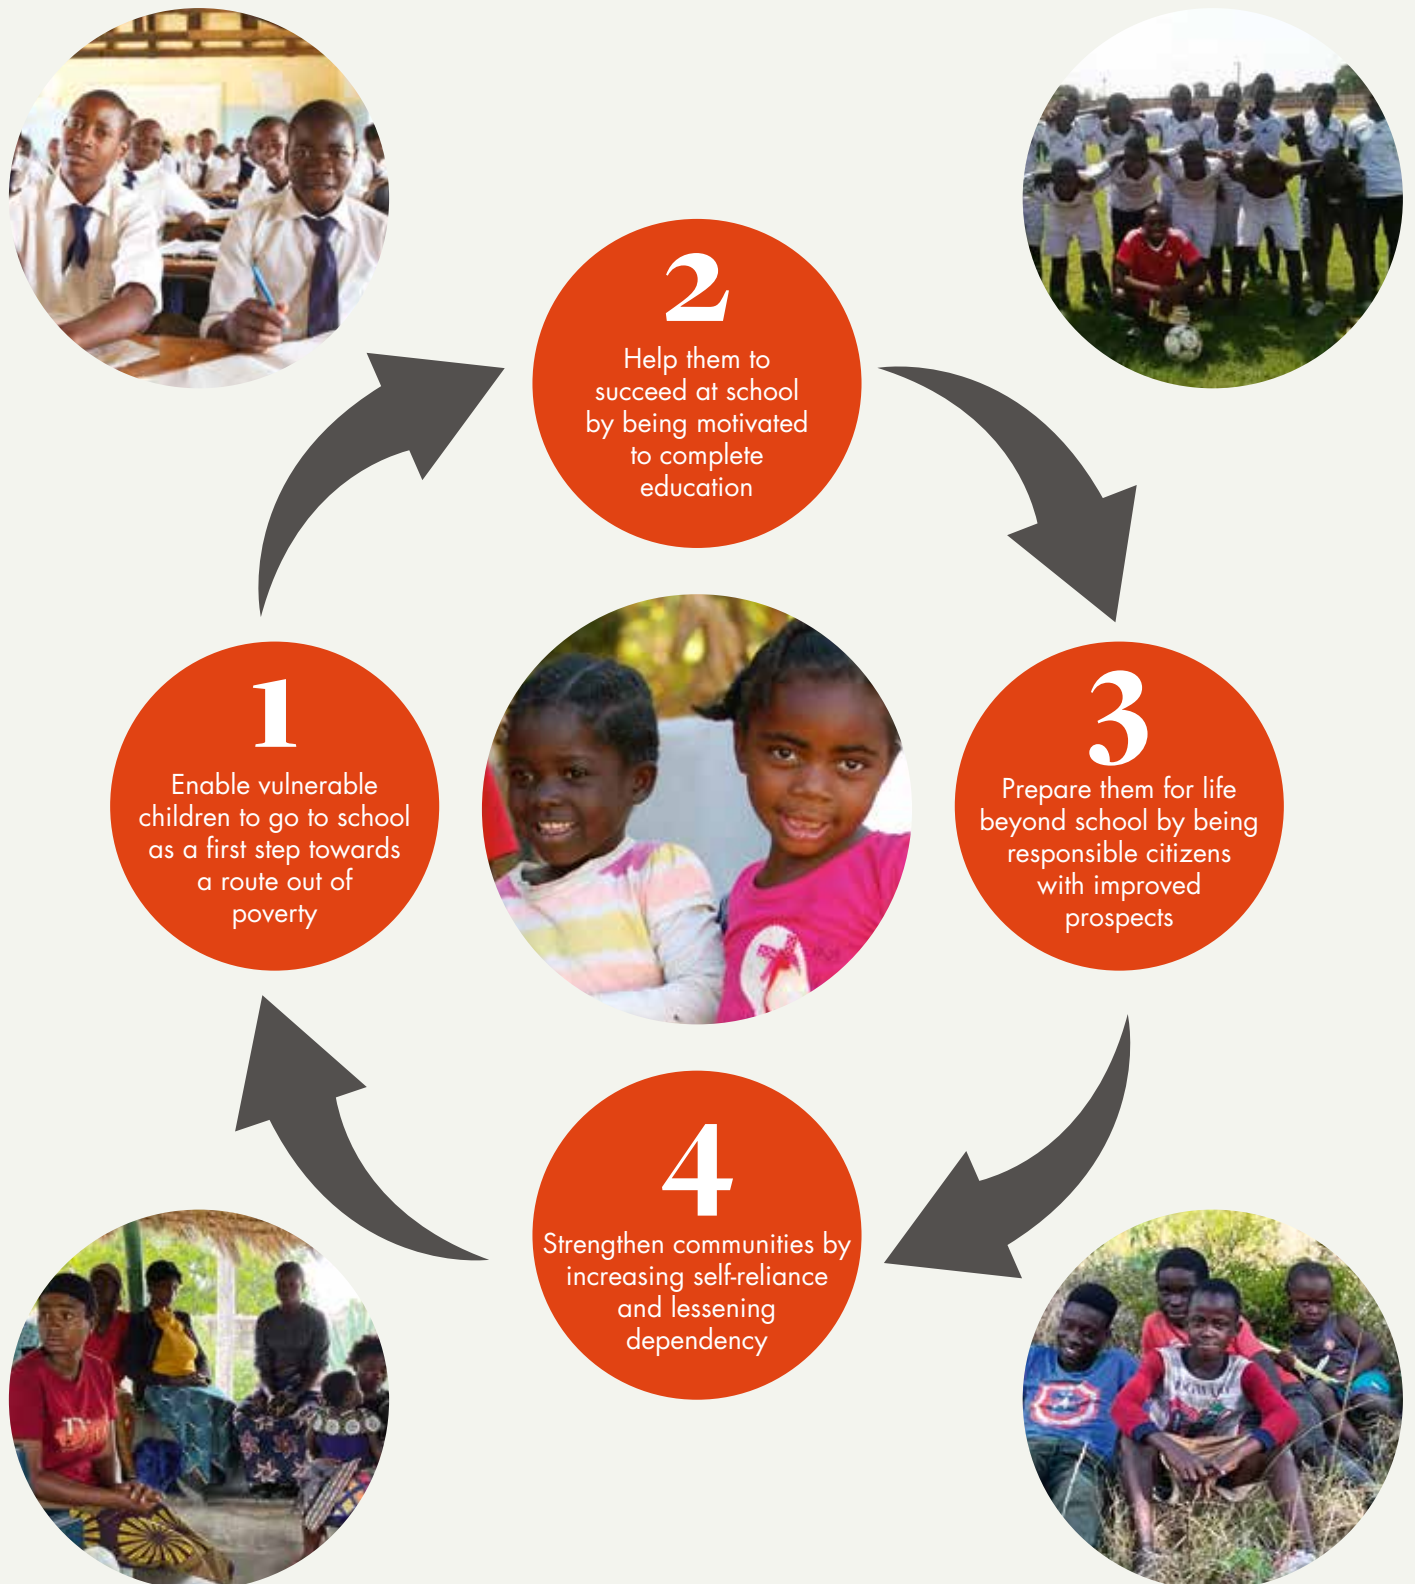 1
Enable vulnerable
children to go to school
as a first step towards
a route out of
poverty
2
Help them to
succeed at school
by being motivated
to complete
education
3
Prepare them for life
beyond school by being
responsible citizens
with improved
prospects
4
Strengthen communities by
increasing self-reliance
and lessening
dependency